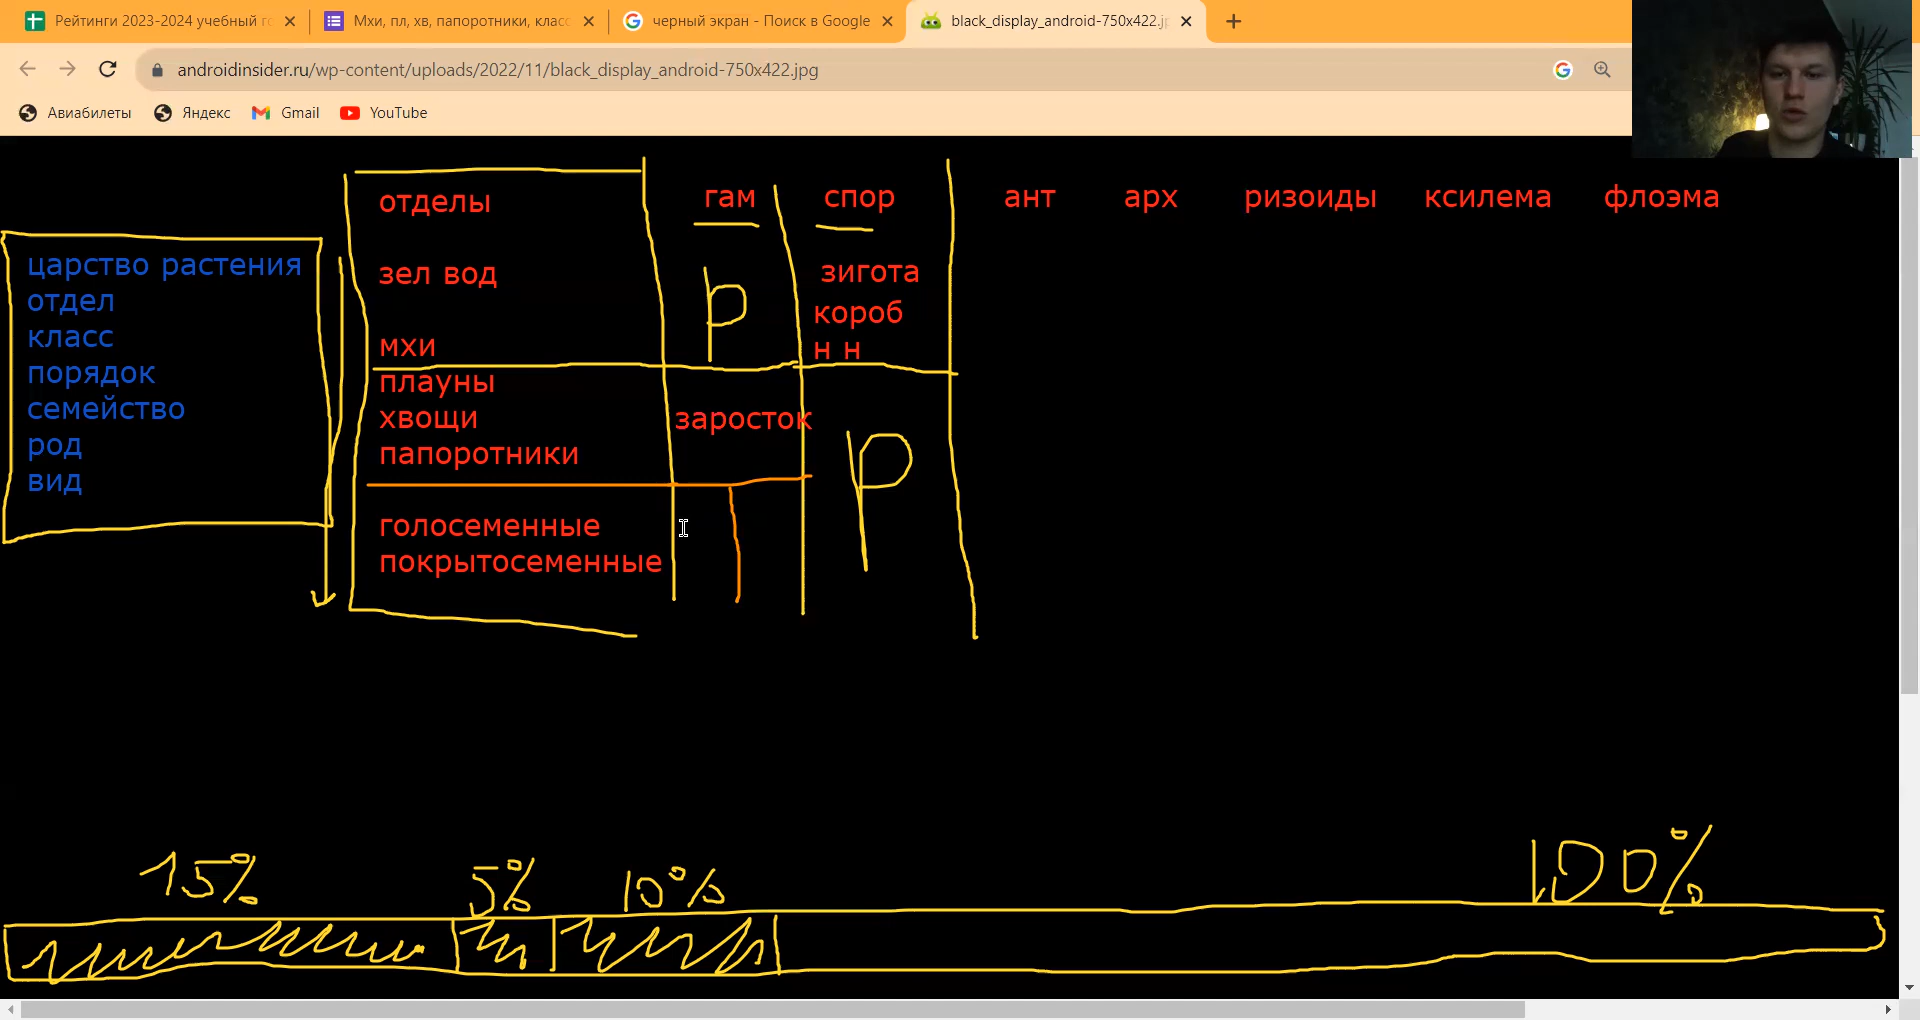 Рейтинги 2023-2024 учебный г
Мхи, пл, хв, папоротники, клас
черный экран - Поиск в Google
black_display_android-750x422.j
androidinsider.ru/wp-content/uploads/2022/11/black_display_android-750x422.jpg
Авиабилеты
Яндекс
Gmail
YouTube
царство растения
отдел
класс
порядок
семейство
род
вид
отделы
гам
спор
ант
арх
ризоиды
ксилема
флоэма
зел вод
Р
зигота
короб
мхи
н н
плауны
хвощи
заросток
папоротники
Р
голосеменные
покрытосеменные
15%
5%
10%
100%